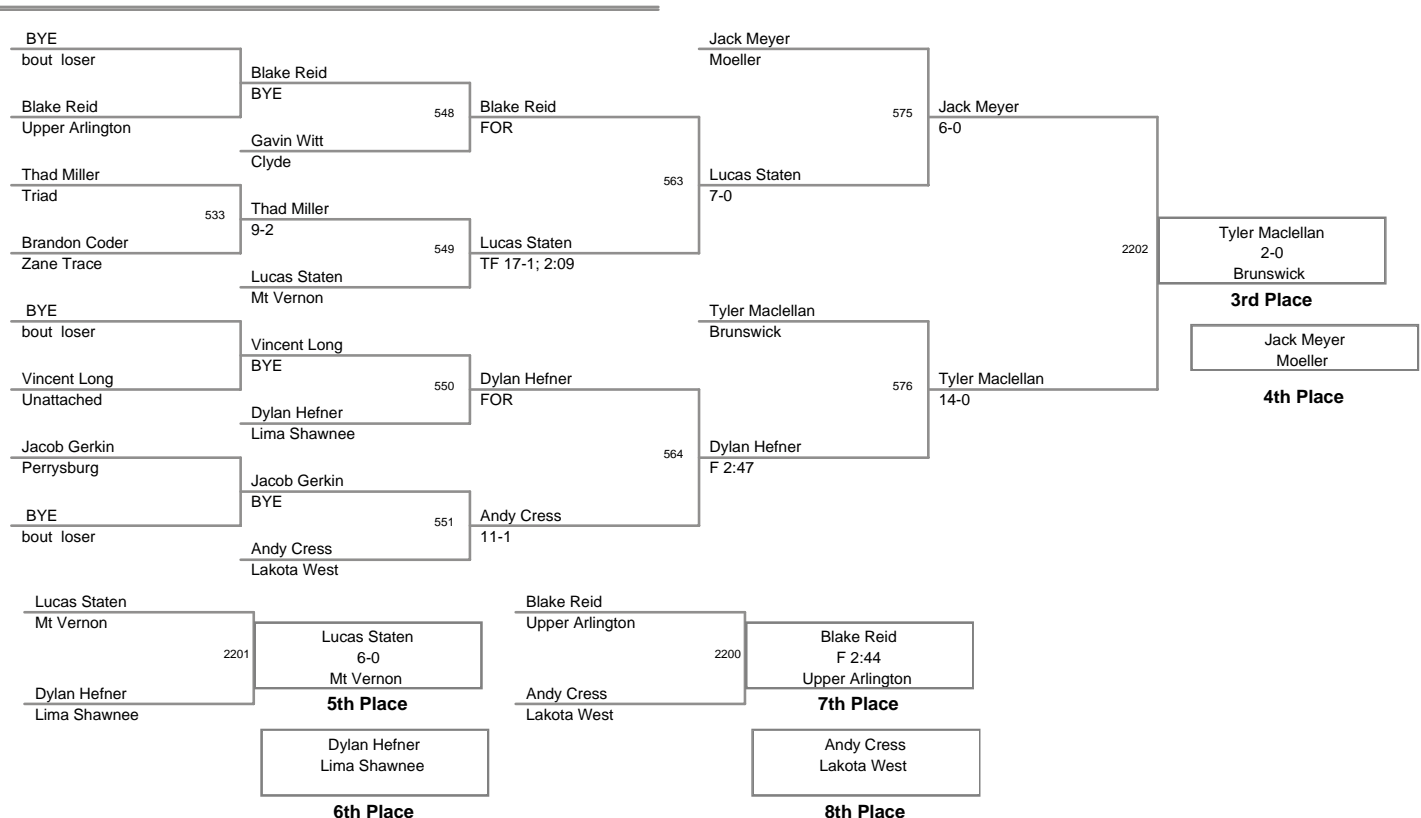 BYE
bout loser
Blake Reid
Upper Arlington
Thad Miller
Triad
533
Brandon Coder
Zane Trace
BYE
bout loser
Vincent Long
Unattached
Jacob Gerkin
Perrysburg
BYE
bout loser
Blake Reid
BYE
548
Gavin Witt
Clyde
Thad Miller
9-2
549
Lucas Staten
Mt Vernon
Vincent Long
BYE
550
Dylan Hefner
Lima Shawnee
Jacob Gerkin
BYE
551
Andy Cress
Lakota West
Blake Reid
FOR
563
Lucas Staten
TF 17-1; 2:09
Dylan Hefner
FOR
564
Andy Cress
11-1
Jack Meyer
Moeller
575
Lucas Staten
7-0
Tyler Maclellan
Brunswick
576
Dylan Hefner
F 2:47
Jack Meyer
6-0
2202
Tyler Maclellan
14-0
Tyler Maclellan
2-0
Brunswick
3rd Place
Jack Meyer
Moeller
4th Place
Lucas Staten
Mt Vernon
2201
Dylan Hefner
Lima Shawnee
Lucas Staten
6-0
Mt Vernon
5th Place
Dylan Hefner
Lima Shawnee
6th Place
Blake Reid
Upper Arlington
2200
Andy Cress
Lakota West
Blake Reid
F 2:44
Upper Arlington
7th Place
Andy Cress
Lakota West
8th Place